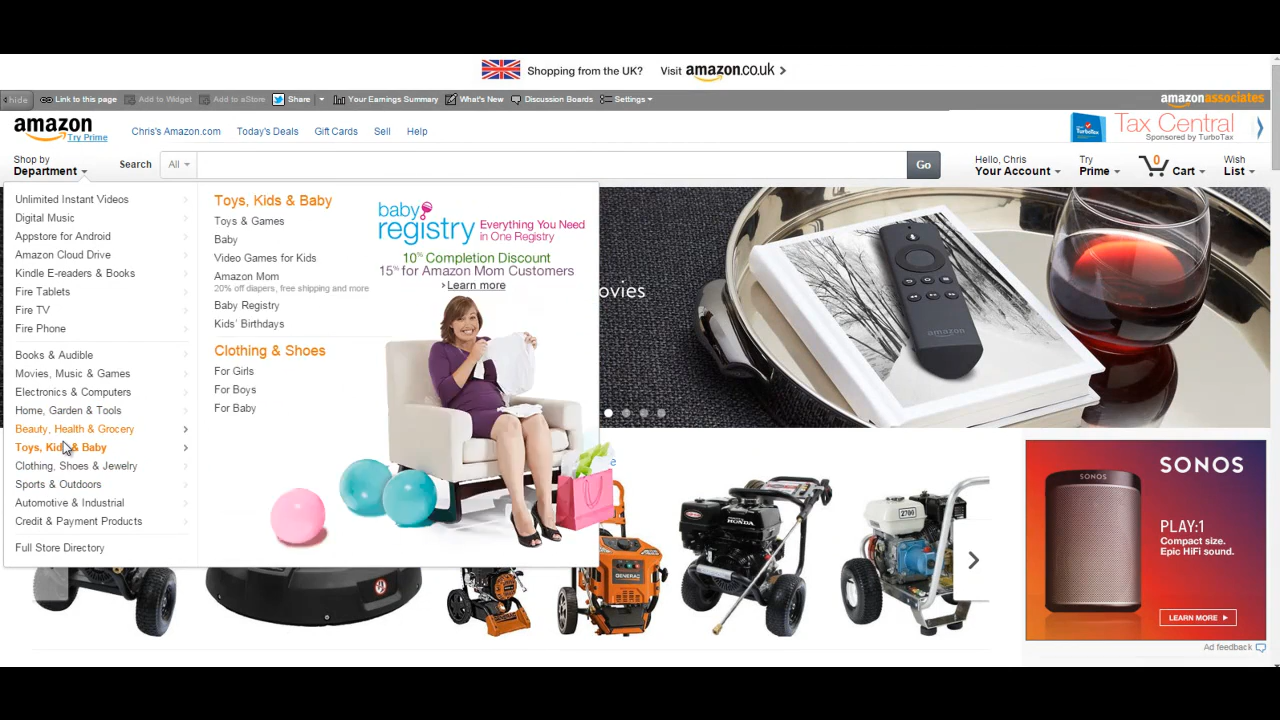 Shopping from the UK? Visit amazon.co.uk
hide Link to this page Add to Widget Add to aStore Share Your Earnings Summary What's New Discussion Boards Settings amazonassociates
amazon Try Prime
Chris's Amazon.com Today's Deals Gift Cards Sell Help
TurboTax Tax Central
Sponsored by TurboTax
Shop by Department
Search All Go
Hello, Chris Your Account
Try Prime
0 Cart
Wish List
Unlimited Instant Videos
Digital Music
Appstore for Android
Amazon Cloud Drive
Kindle E-readers & Books
Fire Tablets
Fire TV
Fire Phone
Books & Audible
Movies, Music & Games
Electronics & Computers
Home, Garden & Tools
Beauty, Health & Grocery
Toys, Kids & Baby
Clothing, Shoes & Jewelry
Sports & Outdoors
Automotive & Industrial
Credit & Payment Products
Full Store Directory
Toys, Kids & Baby
Toys & Games
Baby
Video Games for Kids
Amazon Mom
20% off diapers, free shipping and more
Baby Registry
Kids' Birthdays
Clothing & Shoes
For Girls
For Boys
For Baby
baby registry
Everything You Need
in One Registry
10% Completion Discount
15% for Amazon Mom Customers
Learn more
ovies
amazon
GENERAC
HONDA
2700
SONOS
SONOS
PLAY:1
Compact size.
Epic HiFi sound.
LEARN MORE
Ad feedback